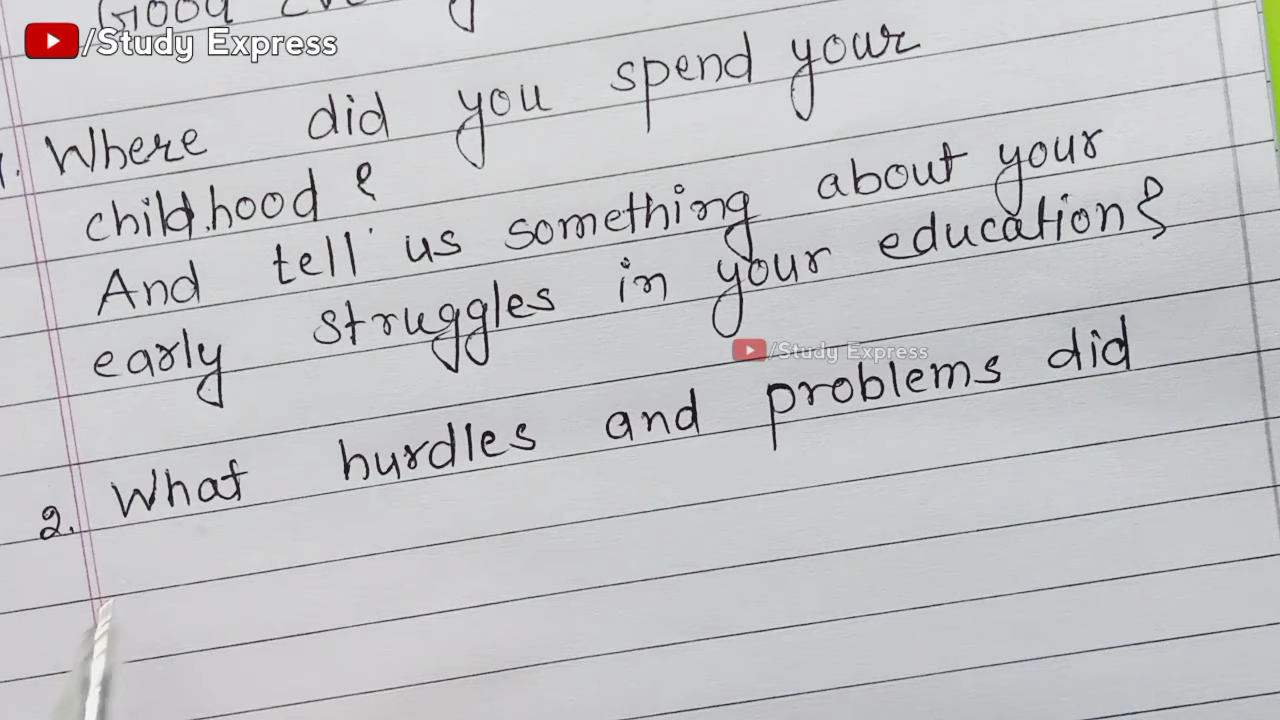 Good
/Study Express
1. Where did you spend your
childhood ?
And tell us something about your
early struggles in your education?
/Study Express
2. What hurdles and problems did